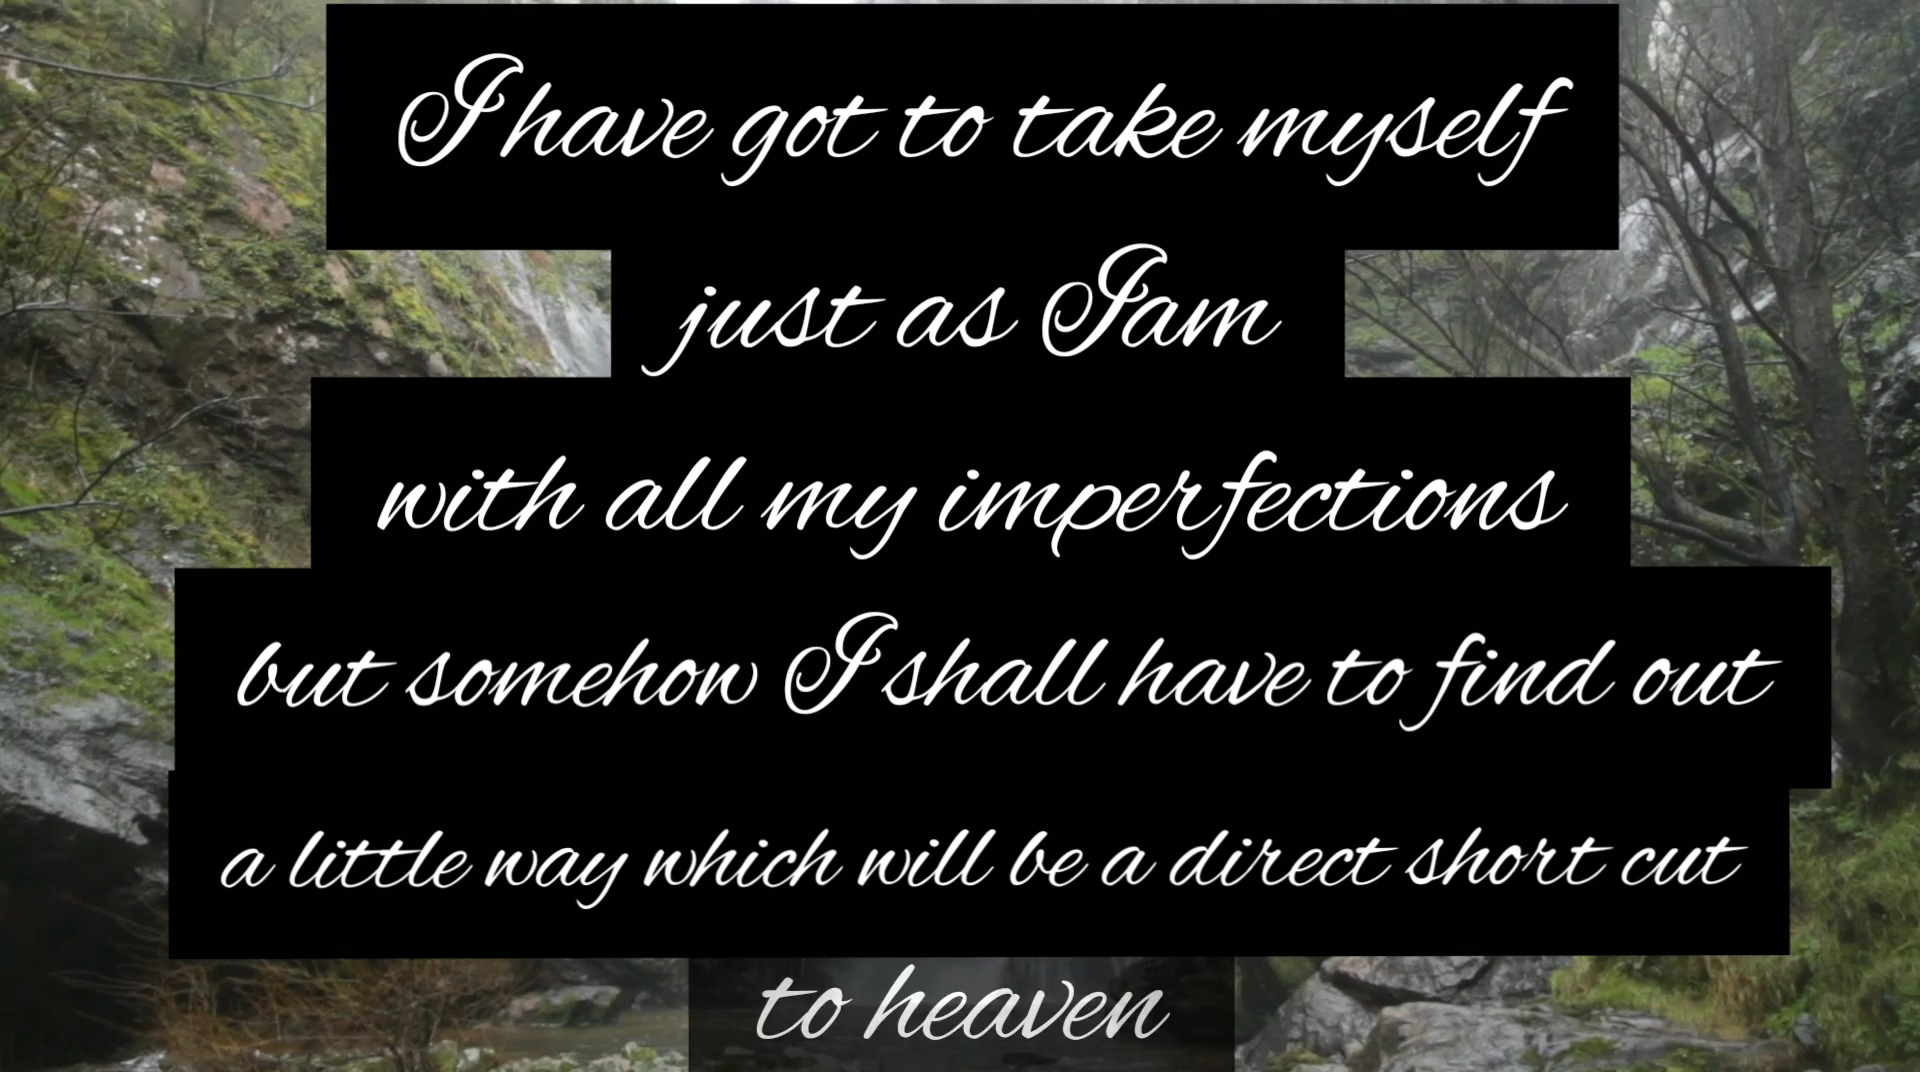 I have got to take myself
just as I am
with all my imperfections
but somehow I shall have to find out
a little way which will be a direct short cut
to heaven